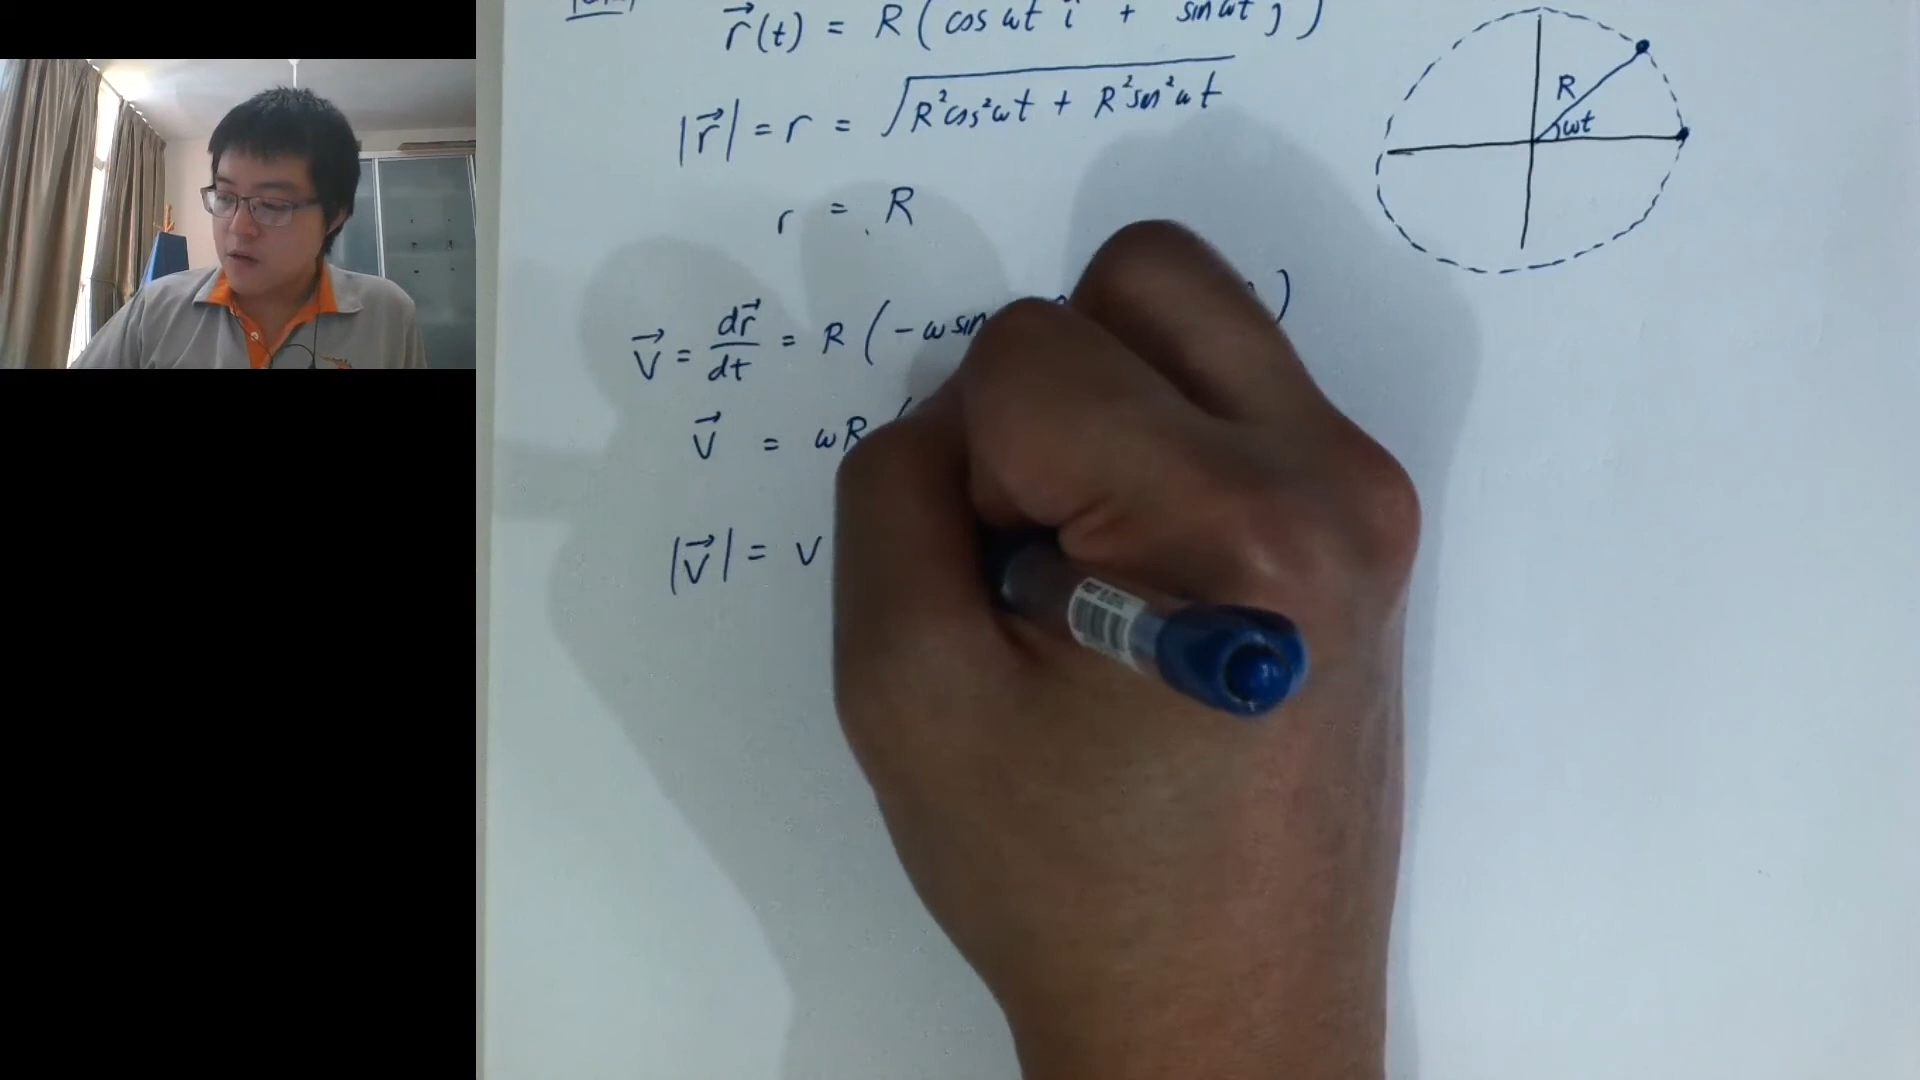 r⃗(t) = R ( cos ωt i + sin ωt j )
|r⃗| = r = √(R²cos²ωt + R²sin²ωt)
r = R
v⃗ = dr⃗/dt = R ( -ω sin )
v⃗ = ωR (
|v⃗| = v
R
ωt